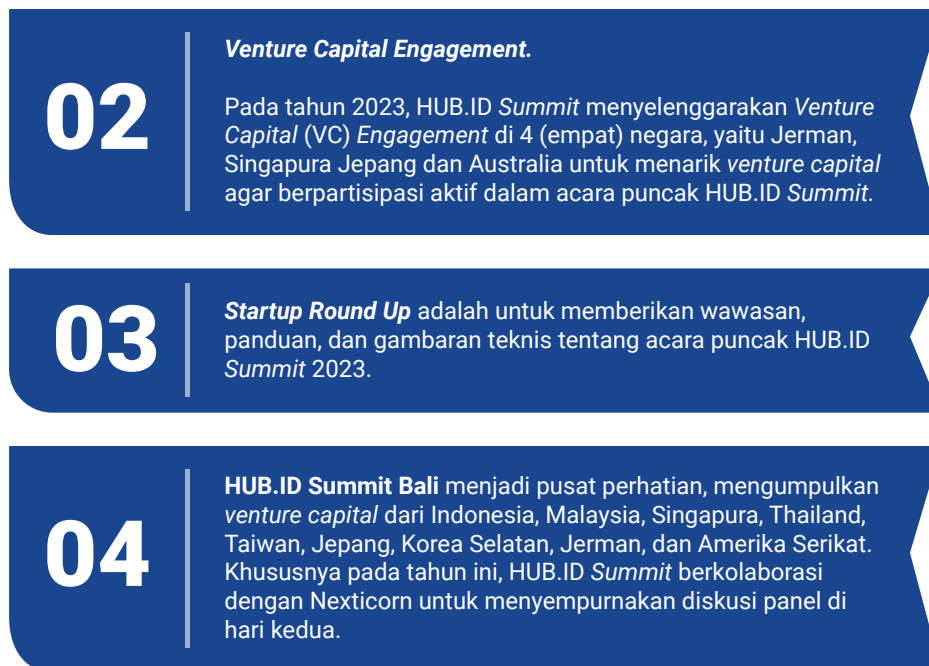 02
Venture Capital Engagement.
Pada tahun 2023, HUB.ID Summit menyelenggarakan Venture
Capital (VC) Engagement di 4 (empat) negara, yaitu Jerman,
Singapura Jepang dan Australia untuk menarik venture capital
agar berpartisipasi aktif dalam acara puncak HUB.ID Summit.
03
Startup Round Up adalah untuk memberikan wawasan,
panduan, dan gambaran teknis tentang acara puncak HUB.ID
Summit 2023.
04
HUB.ID Summit Bali menjadi pusat perhatian, mengumpulkan
venture capital dari Indonesia, Malaysia, Singapura, Thailand,
Taiwan, Jepang, Korea Selatan, Jerman, dan Amerika Serikat.
Khususnya pada tahun ini, HUB.ID Summit berkolaborasi
dengan Nexticorn untuk menyempurnakan diskusi panel di
hari kedua.